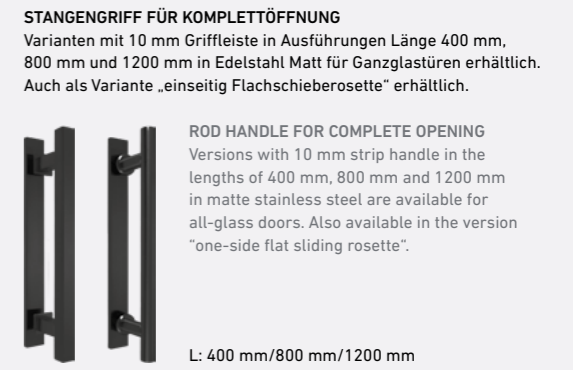 STANGENGRIFF FÜR KOMPLETTÖFFNUNG
Varianten mit 10 mm Griffleiste in Ausführungen Länge 400 mm,
800 mm und 1200 mm in Edelstahl Matt für Ganzglastüren erhältlich.
Auch als Variante „einseitig Flachschieberosette“ erhältlich.
ROD HANDLE FOR COMPLETE OPENING
Versions with 10 mm strip handle in the
lengths of 400 mm, 800 mm and 1200 mm
in matte stainless steel are available for
all-glass doors. Also available in the version
“one-side flat sliding rosette“.
L: 400 mm/800 mm/1200 mm